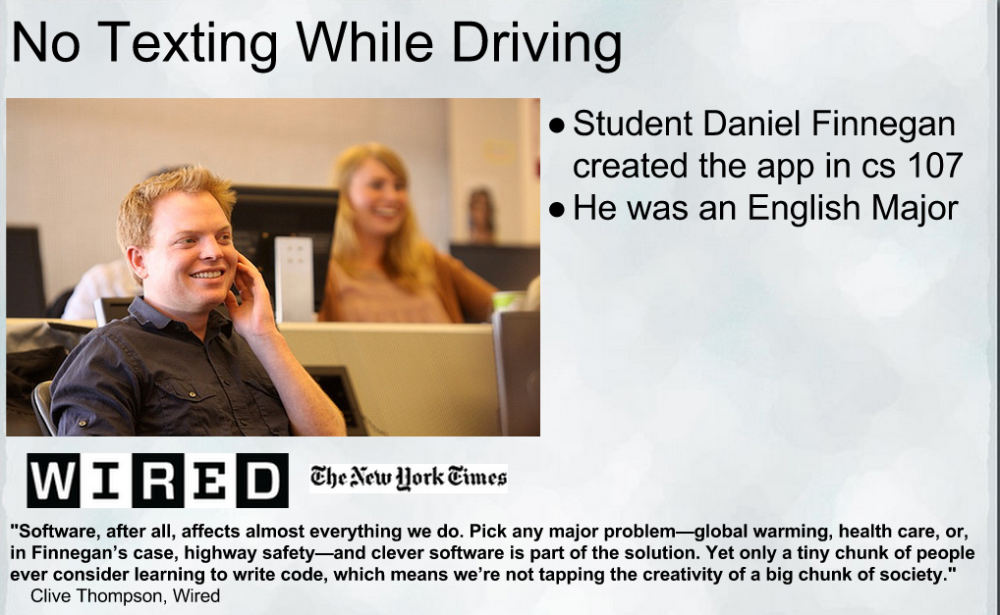 No Texting While Driving
● Student Daniel Finnegan
created the app in cs 107
● He was an English Major
WIRED
The New York Times
"Software, after all, affects almost everything we do. Pick any major problem—global warming, health care, or,
in Finnegan’s case, highway safety—and clever software is part of the solution. Yet only a tiny chunk of people
ever consider learning to write code, which means we’re not tapping the creativity of a big chunk of society."
Clive Thompson, Wired